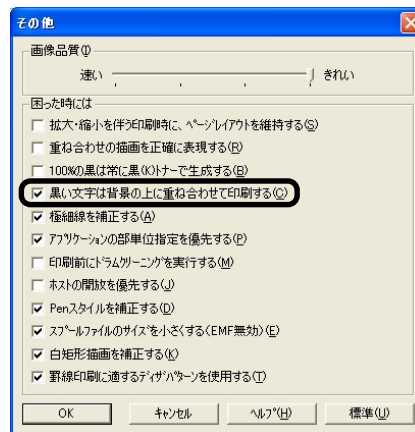 その他
画像品質(I)
速い きれい
困った時には
拡大・縮小を伴う印刷時に、ページレイアウトを維持する(S)
重ね合わせの描画を正確に表現する(R)
100%の黒は常に黒(K)トナーで生成する(B)
黒い文字は背景の上に重ね合わせて印刷する(C)
極細線を補正する(A)
アプリケーションの部単位指定を優先する(P)
印刷前にドラムクリーニングを実行する(M)
ホストの開放を優先する(J)
Penスタイルを補正する(D)
スプールファイルのサイズを小さくする(EMF無効)(E)
白矩形描画を補正する(K)
罫線印刷に適するディザパターンを使用する(T)
OK キャンセル ヘルプ(H) 標準(U)